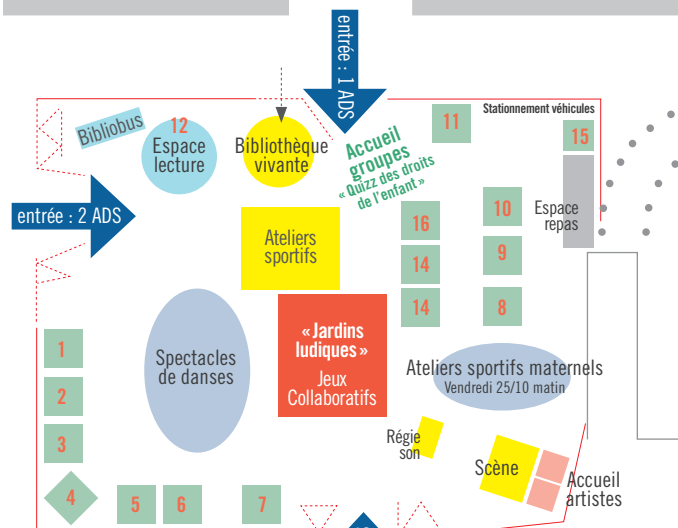 entrée : 1 ADS
Stationnement véhicules
Bibliobus
12
Espace
lecture
Bibliothèque
vivante
Accueil
groupes
« Quizz des droits
de l'enfant »
11
15
entrée : 2 ADS
Ateliers
sportifs
16
10
Espace
repas
14
9
14
8
« Jardins
ludiques »
Jeux
Collaboratifs
Spectacles
de danses
Ateliers sportifs maternels
Vendredi 25/10 matin
1
2
3
4
5
6
7
Régie
son
Scène
Accueil
artistes